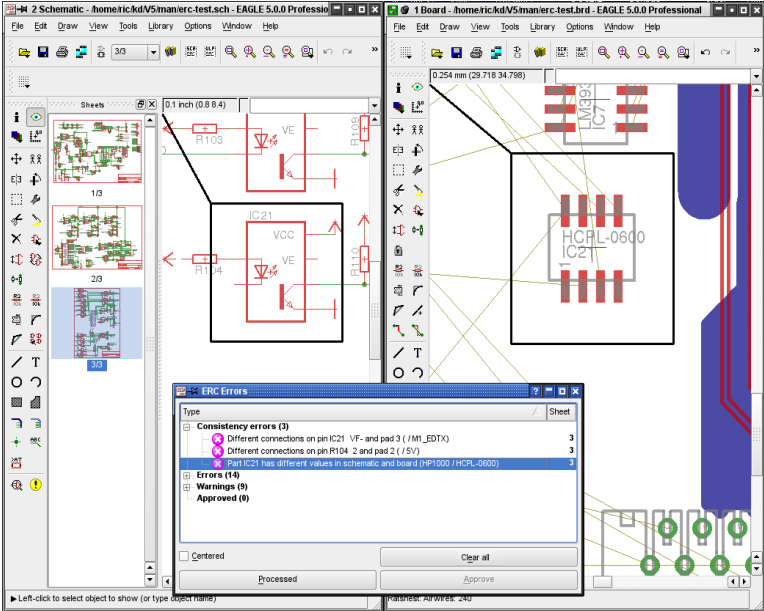 2 Schematic - /home/ric/kd/V5/man/erc-test.sch - EAGLE 5.0.0 Professio
File Edit Draw View Tools Library Options Window Help
3/3
Sheets
0.1 inch (0.8 8.4)
1/3
2/3
3/3
R103
VE
R109
IC21
VCC
VE
R104
R110
Left-click to select object to show (or type object name)
1 Board - /home/ric/kd/V5/man/erc-test.brd - EAGLE 5.0.0 Professional
File Edit Draw View Tools Library Options Window Help
0.254 mm (29.718 34.798)
LM393
IC7
1
HCPL-0600
IC21
1
Ratsnest: Airwires: 240
ERC Errors
Type Sheet
Consistency errors (3)
Different connections on pin IC21 VF- and pad 3 ( / M1_EDTX) 3
Different connections on pin R104 2 and pad 2 ( / 5V) 3
Part IC21 has different values in schematic and board (HP1000 / HCPL-0600) 3
Errors (14)
Warnings (9)
Approved (0)
Centered
Clear all
Processed
Approve